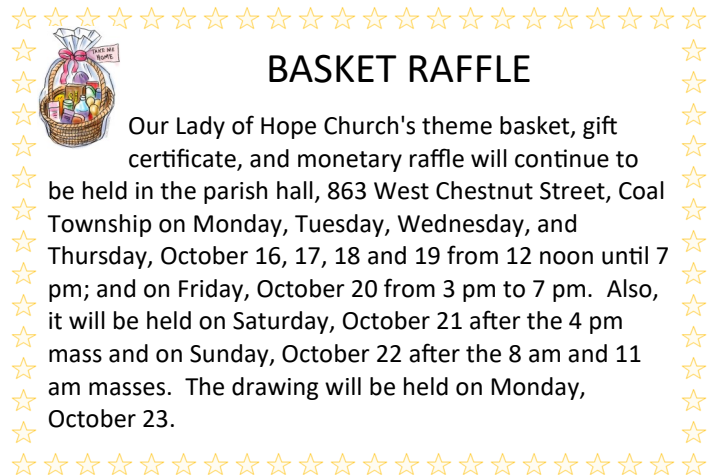 TAKE ME
HOME
BASKET RAFFLE
Our Lady of Hope Church's theme basket, gift
certificate, and monetary raffle will continue to
be held in the parish hall, 863 West Chestnut Street, Coal
Township on Monday, Tuesday, Wednesday, and
Thursday, October 16, 17, 18 and 19 from 12 noon until 7
pm; and on Friday, October 20 from 3 pm to 7 pm.  Also,
it will be held on Saturday, October 21 after the 4 pm
mass and on Sunday, October 22 after the 8 am and 11
am masses.  The drawing will be held on Monday,
October 23.